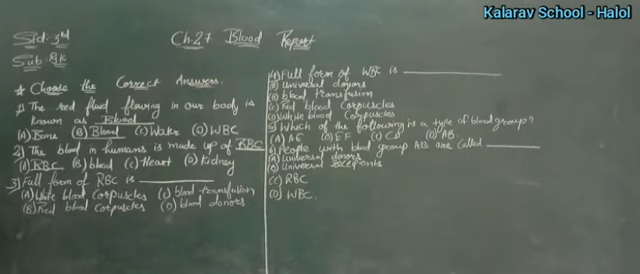 Kalarav School - Halol
Std: 3rd
Ch.27 Blood Report
Sub:
* Choose the Correct Answers.
1) The red fluid flowing in our body is
known as Blood
(A) Bone (B) Blood (C) Water (D) WBC
2) The blood in humans is made up of RBC
(A) RBC (B) blood (C) Heart (D) Kidney
3) Full form of RBC is ____________
(A) White blood Corpuscles (C) blood transfusion
(B) Red blood Corpuscles (D) blood donors
4) Full form of WBC is ____________
(A) Universal donors
(B) blood transfusion
(C) Red blood Corpuscles
(D) White blood Corpuscles
5) Which of the following is a type of blood group?
(A) AE (B) EF (C) CD (D) AB.
6) People with blood group AB are called ________
(A) Universal donors
(B) Universal recepients
(C) RBC
(D) WBC.